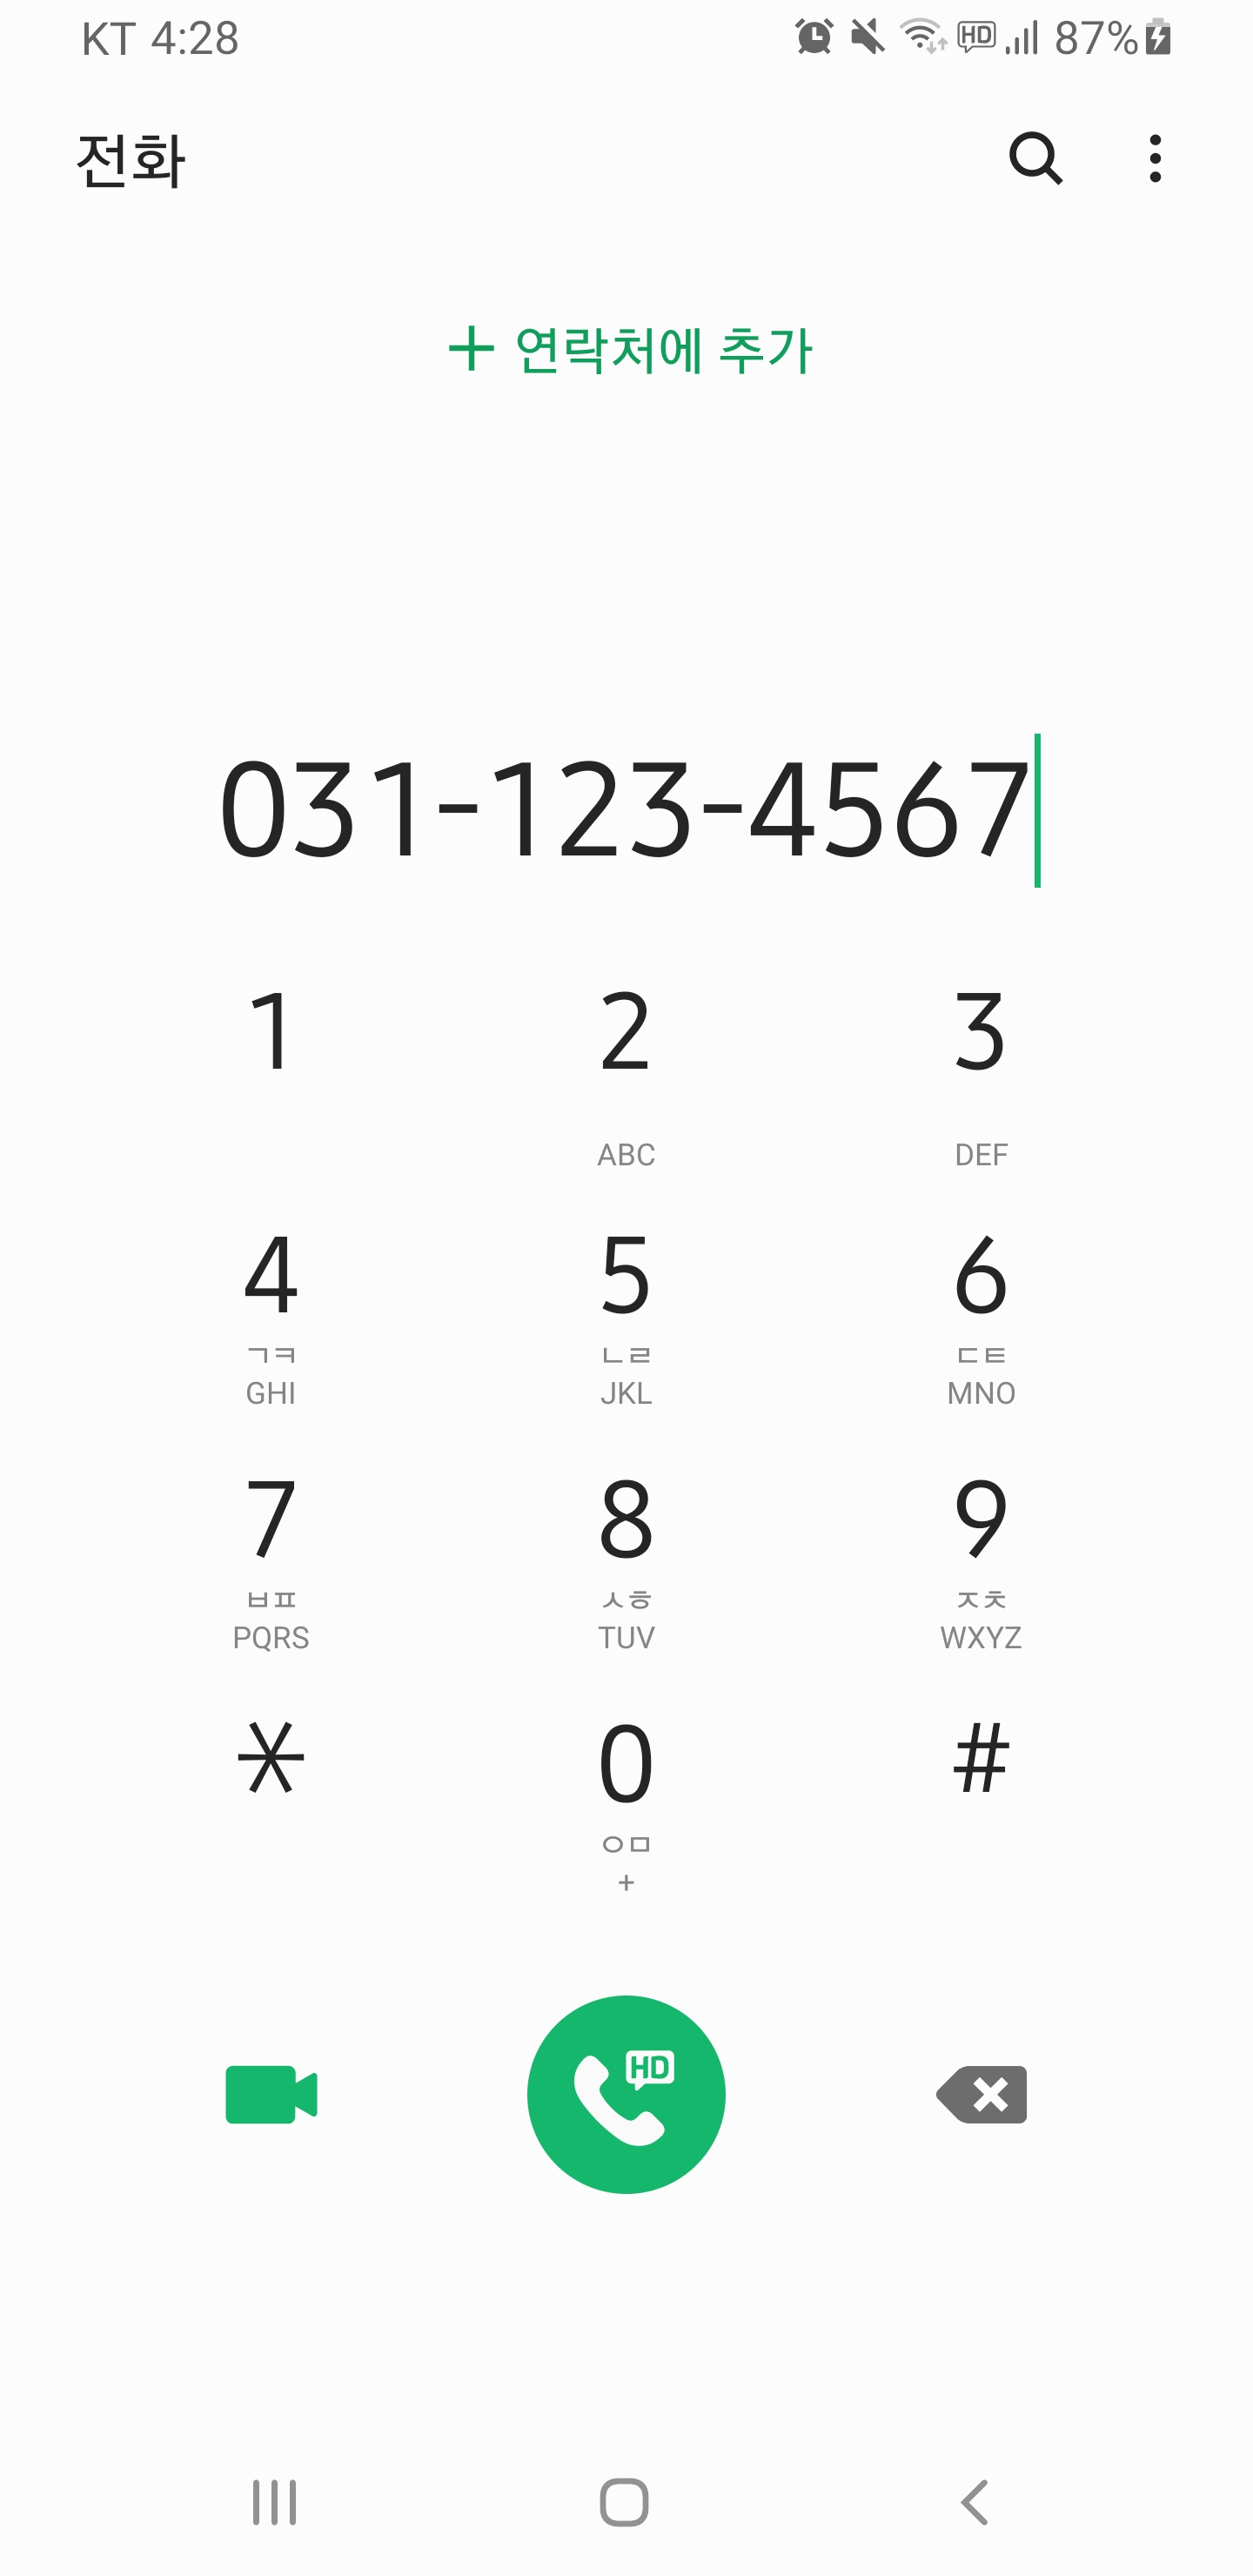 KT 4:28 HD 87%
전화
+ 연락처에 추가
031-123-4567
1 2 3
ABC DEF
4 5 6
ㄱㅋ ㄴㄹ ㄷㅌ
GHI JKL MNO
7 8 9
ㅂㅍ ㅅㅎ ㅈㅊ
PQRS TUV WXYZ
* 0 #
ㅇㅁ
+
HD